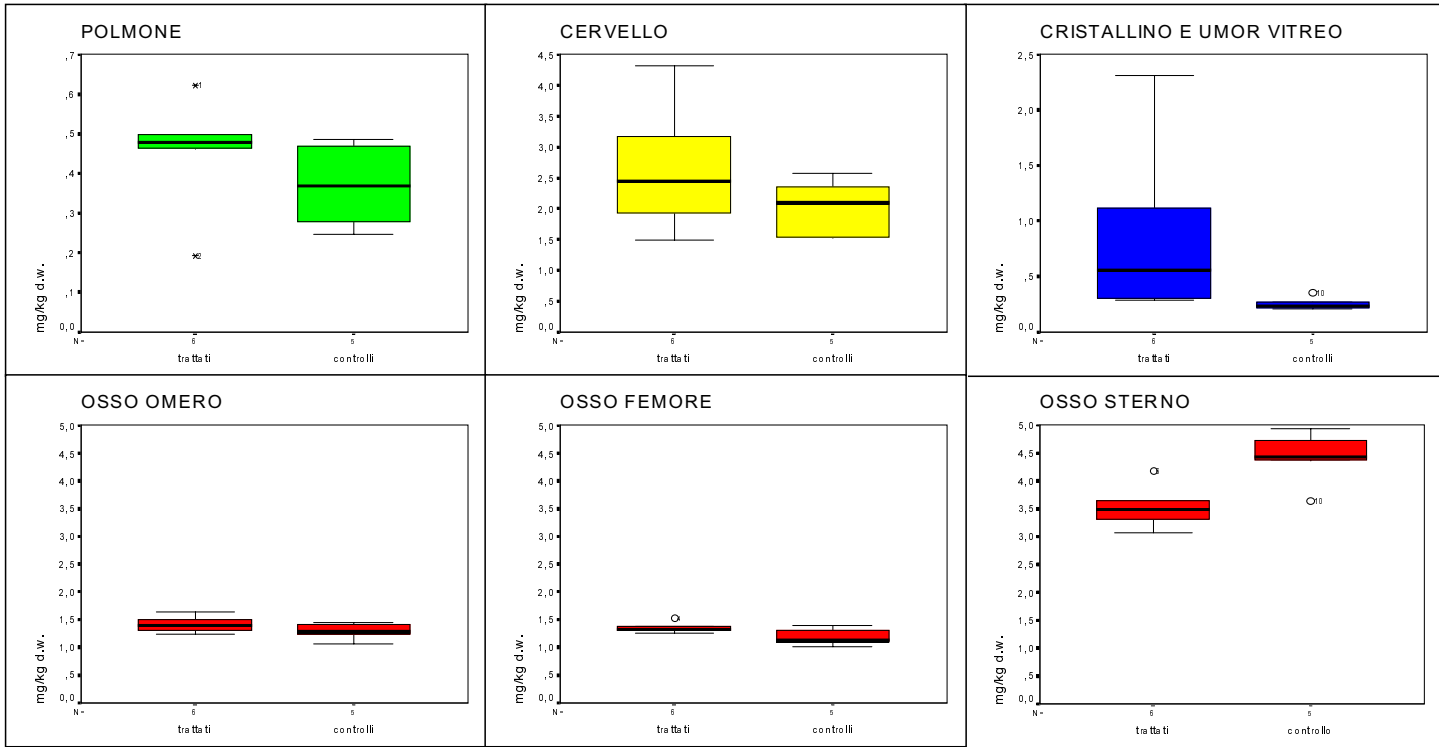 POLMONE
,7
,6
,5
,4
,3
,2
,1
0,0
mg/kg d.w.
1
2
N =
6
5
trattati
controlli
CERVELLO
4,5
4,0
3,5
3,0
2,5
2,0
1,5
1,0
,5
0,0
mg/kg d.w.
N =
6
5
trattati
controlli
CRISTALLINO E UMOR VITREO
2,5
2,0
1,5
1,0
,5
0,0
mg/kg d.w.
10
N =
6
5
trattati
controlli
OSSO OMERO
5,0
4,5
4,0
3,5
3,0
2,5
2,0
1,5
1,0
,5
0,0
mg/kg d.w.
N =
6
5
trattati
controlli
OSSO FEMORE
5,0
4,5
4,0
3,5
3,0
2,5
2,0
1,5
1,0
,5
0,0
mg/kg d.w.
N =
6
5
trattati
controlli
OSSO STERNO
5,0
4,5
4,0
3,5
3,0
2,5
2,0
1,5
1,0
,5
0,0
mg/kg d.w.
10
N =
6
5
trattati
controllo